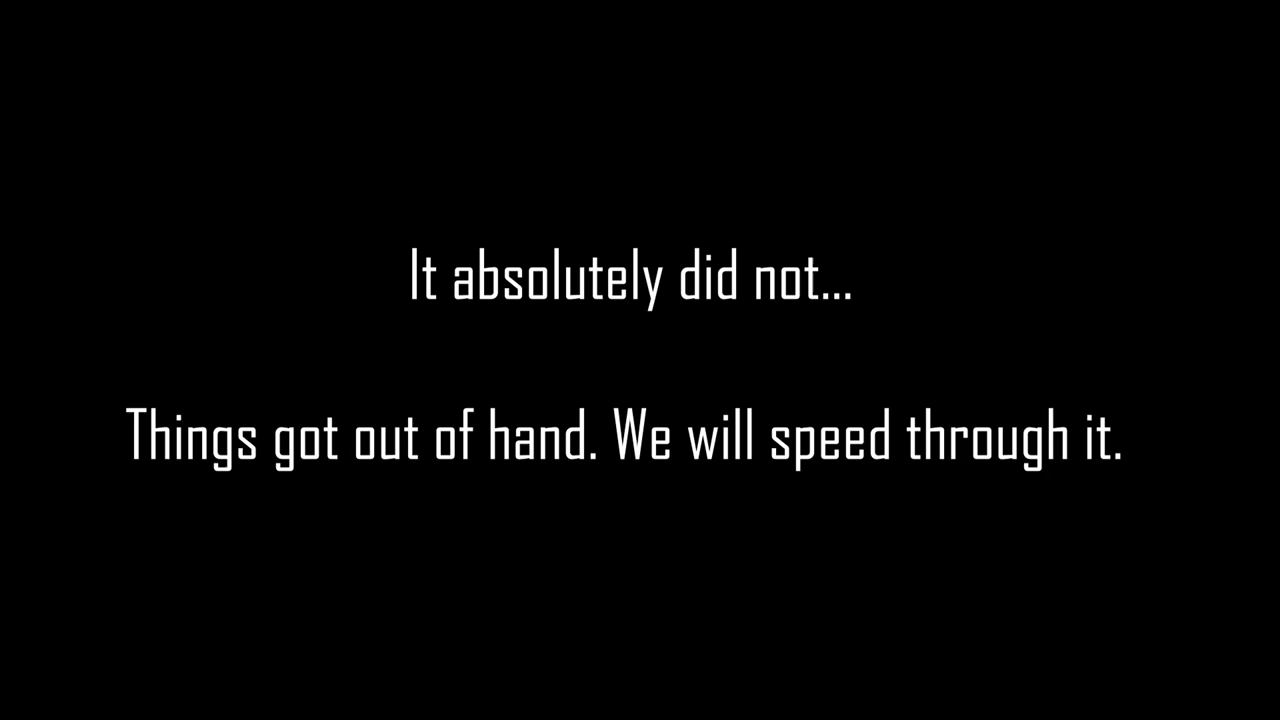 It absolutely did not...
Things got out of hand. We will speed through it.